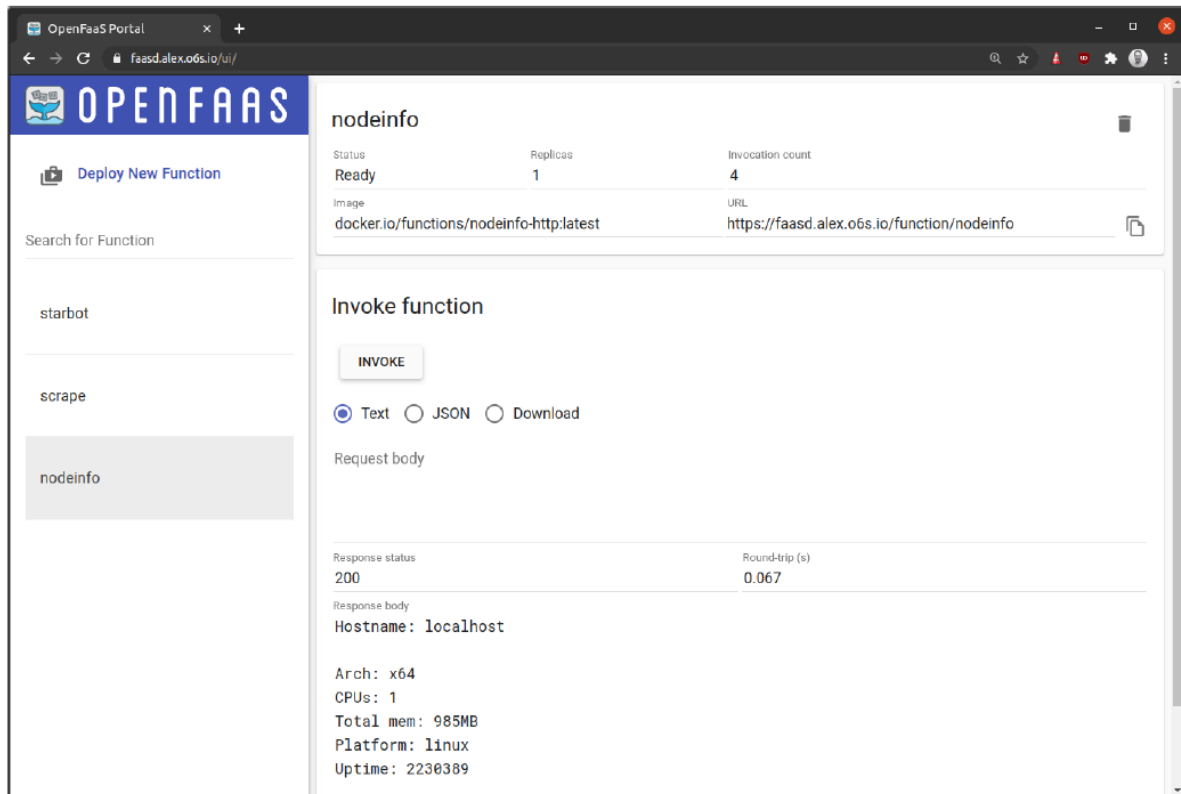 OpenFaaS Portal
faasd.alex.o6s.io/ui/
OPENFAAS
Deploy New Function
Search for Function
starbot
scrape
nodeinfo
nodeinfo
Status Replicas Invocation count
Ready 1 4
Image URL
docker.io/functions/nodeinfo-http:latest https://faasd.alex.o6s.io/function/nodeinfo
Invoke function
INVOKE
Text JSON Download
Request body
Response status Round-trip (s)
200 0.067
Response body
Hostname: localhost
Arch: x64
CPUs: 1
Total mem: 985MB
Platform: linux
Uptime: 2230389